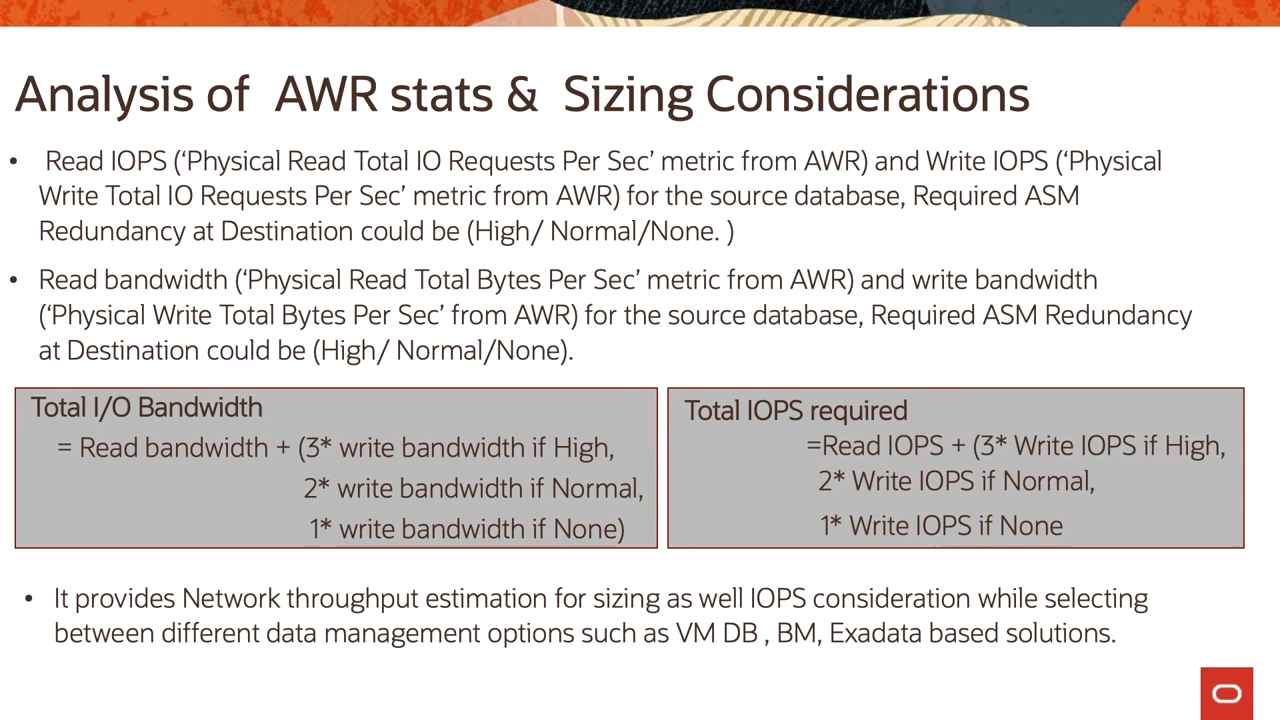 Analysis of AWR stats & Sizing Considerations
• Read IOPS (‘Physical Read Total IO Requests Per Sec’ metric from AWR) and Write IOPS (‘Physical
Write Total IO Requests Per Sec’ metric from AWR) for the source database, Required ASM
Redundancy at Destination could be (High/ Normal/None. )
• Read bandwidth (‘Physical Read Total Bytes Per Sec’ metric from AWR) and write bandwidth
(‘Physical Write Total Bytes Per Sec’ from AWR) for the source database, Required ASM Redundancy
at Destination could be (High/ Normal/None).
Total I/O Bandwidth
= Read bandwidth + (3* write bandwidth if High,
2* write bandwidth if Normal,
1* write bandwidth if None)
Total IOPS required
=Read IOPS + (3* Write IOPS if High,
2* Write IOPS if Normal,
1* Write IOPS if None
• It provides Network throughput estimation for sizing as well IOPS consideration while selecting
between different data management options such as VM DB , BM, Exadata based solutions.